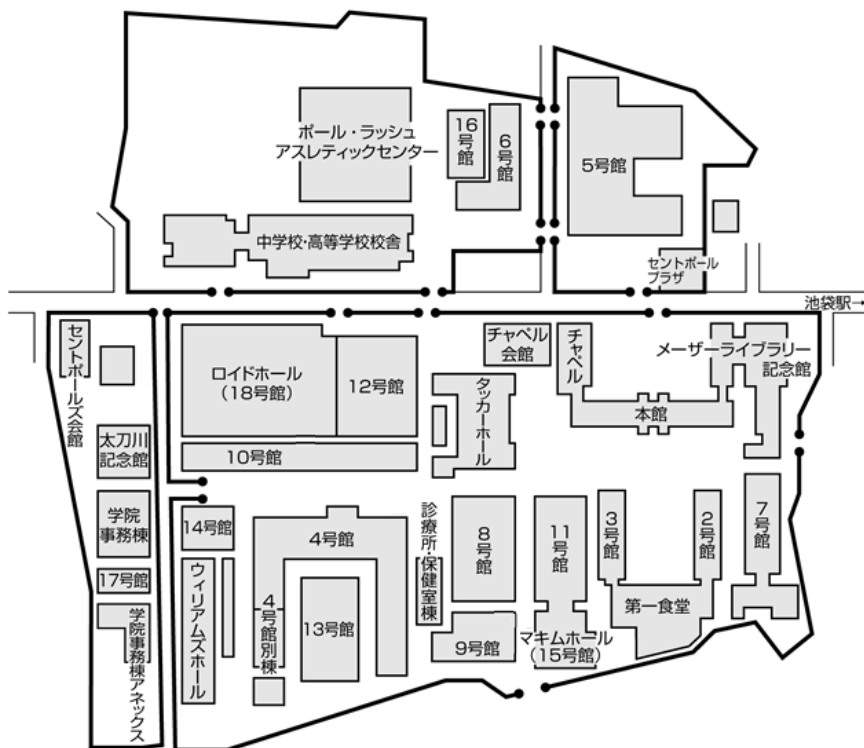 ポール・ラッシュ
アスレティックセンター
16号館
6号館
5号館
中学校・高等学校校舎
セントポール
プラザ
池袋駅→
セントポールズ会館
ロイドホール
（18号館）
12号館
チャペル
会館
チャペル
メーザーライブラリー
記念館
本館
タッカーホール
太刀川
記念館
10号館
学院
事務棟
14号館
4号館
診療所・保健室棟
8号館
11号館
3号館
2号館
7号館
17号館
ウィリアムズホール
4号館別棟
13号館
第一食堂
9号館
マキムホール
（15号館）
学院事務棟アネックス